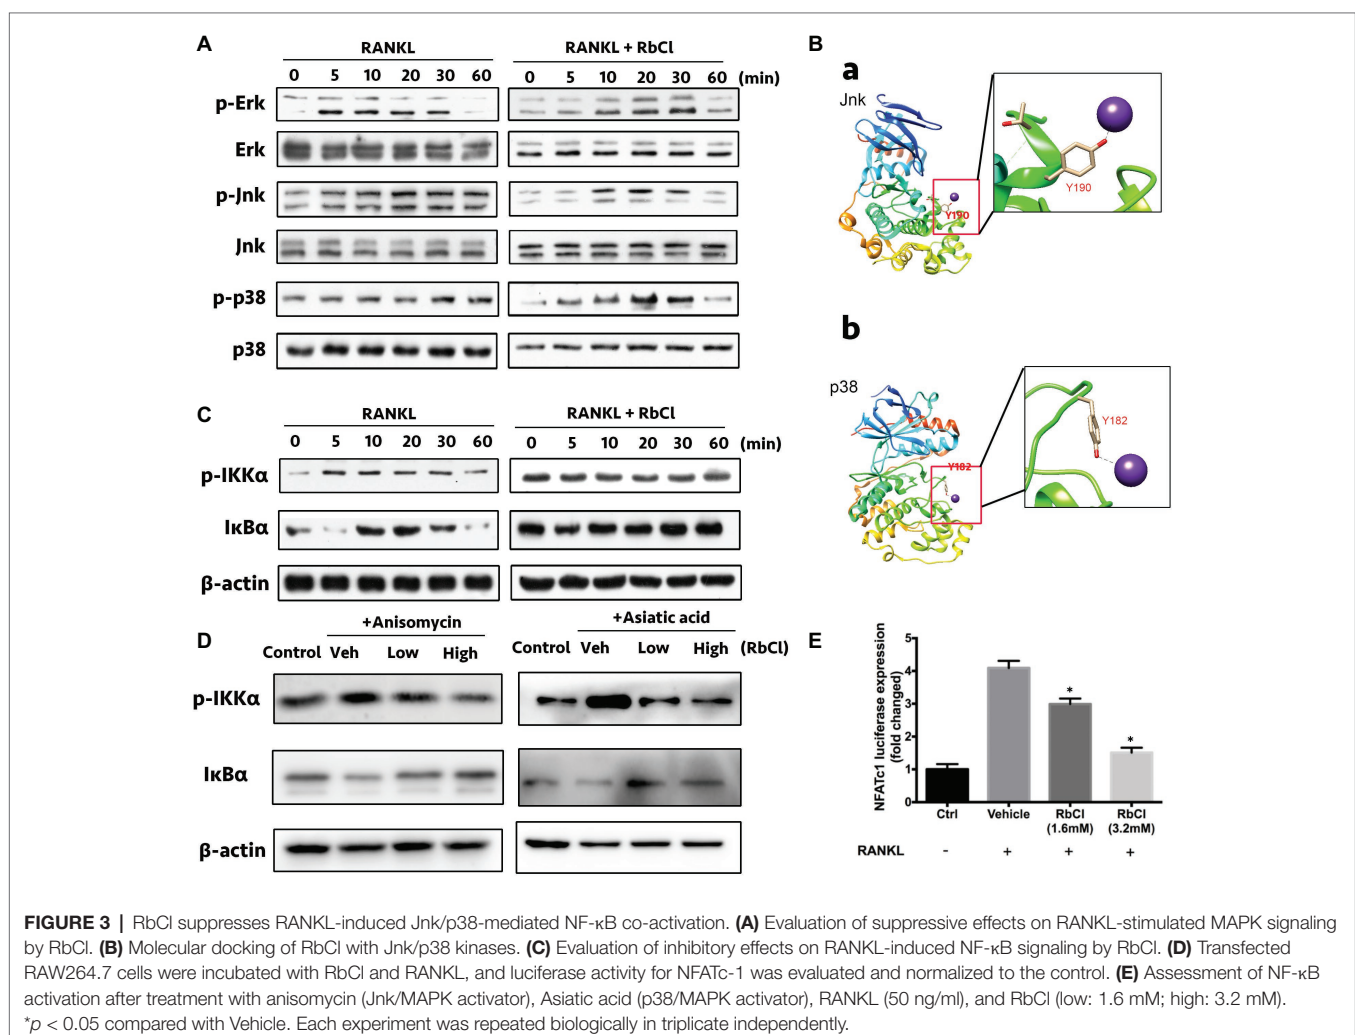 A
RANKL
RANKL + RbCl
0 5 10 20 30 60 0 5 10 20 30 60 (min)
p-Erk
Erk
p-Jnk
Jnk
p-p38
p38
B
a
Jnk
Y190
Y190
b
p38
Y182
Y182
C
RANKL
RANKL + RbCl
0 5 10 20 30 60 0 5 10 20 30 60 (min)
p-IKKα
IκBα
β-actin
D
+Anisomycin
+Asiatic acid
Control Veh Low High Control Veh Low High (RbCl)
p-IKKα
IκBα
β-actin
E
NFATc1 luciferase expression
(fold changed)
5
4
3
2
1
0
*
*
Ctrl Vehicle RbCl RbCl
(1.6mM) (3.2mM)
RANKL - + + +
FIGURE 3 | RbCl suppresses RANKL-induced Jnk/p38-mediated NF-κB co-activation. (A) Evaluation of suppressive effects on RANKL-stimulated MAPK signaling
by RbCl. (B) Molecular docking of RbCl with Jnk/p38 kinases. (C) Evaluation of inhibitory effects on RANKL-induced NF-κB signaling by RbCl. (D) Transfected
RAW264.7 cells were incubated with RbCl and RANKL, and luciferase activity for NFATc-1 was evaluated and normalized to the control. (E) Assessment of NF-κB
activation after treatment with anisomycin (Jnk/MAPK activator), Asiatic acid (p38/MAPK activator), RANKL (50 ng/ml), and RbCl (low: 1.6 mM; high: 3.2 mM).
*p < 0.05 compared with Vehicle. Each experiment was repeated biologically in triplicate independently.